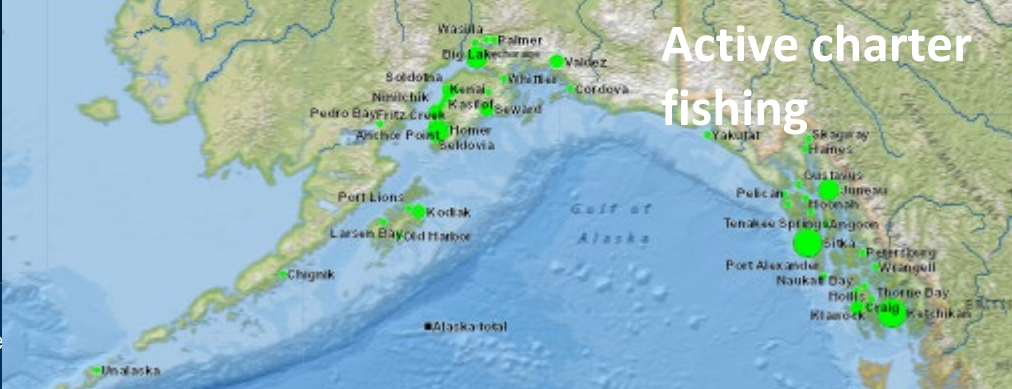 Active charter
fishing
Wasilla
Palmer
Big Lake
Valdez
Soldotna
Whittier
Kenai
Cordova
Ninilchik
Kasilof
Seward
Pedro Bay
Fritz Creek
Anchor Point
Homer
Seldovia
Yakutat
Skagway
Haines
Gustavus
Pelican
Juneau
Hoonah
Port Lions
Kodiak
Tenakee Springs
Angoon
Larsen Bay
Old Harbor
Sitka
Petersburg
Port Alexander
Wrangell
Chignik
Naukati Bay
Hollis
Thorne Bay
Craig
Klawock
Ketchikan
Gulf of
Alaska
Alaska total
Unalaska